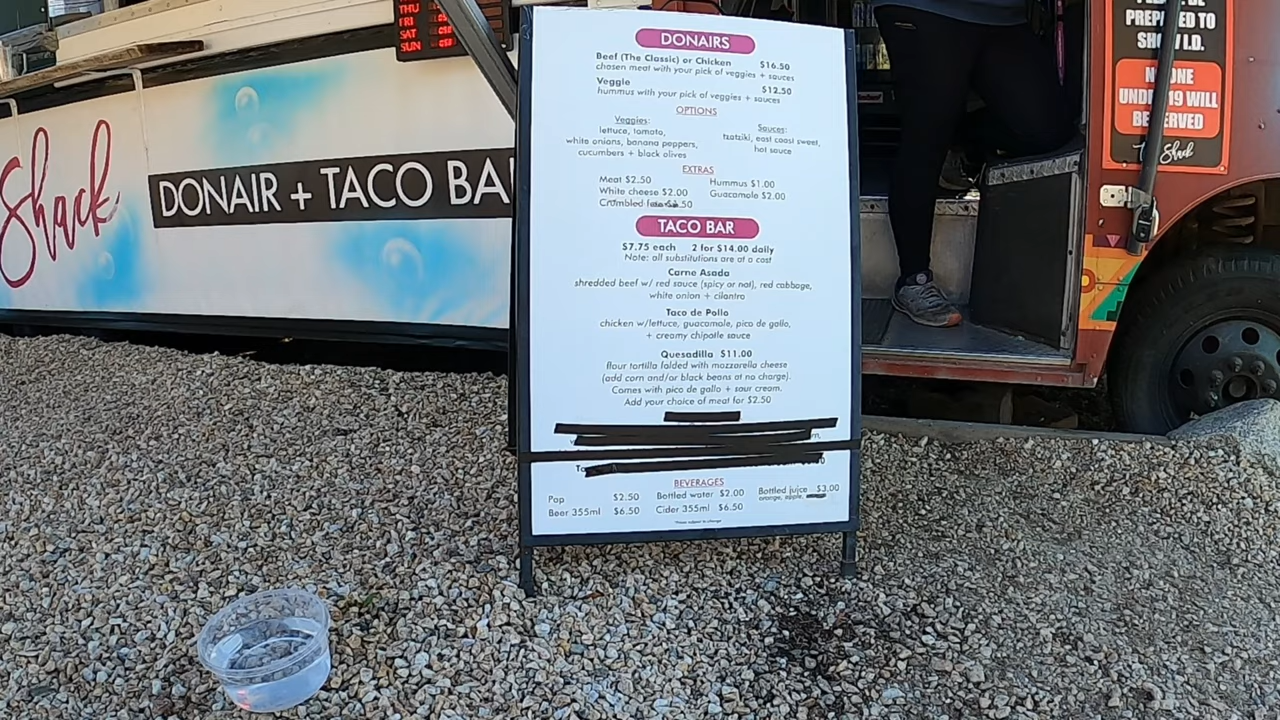 THU
FRI
SAT
SUN
Shack
DONAIR + TACO BA
DONAIRS
Beef (The Classic) or Chicken $16.50
chosen meat with your pick of veggies + sauces
Veggie $12.50
hummus with your pick of veggies + sauces
OPTIONS
Veggies:
lettuce, tomato,
white onions, banana peppers,
cucumbers + black olives
Sauces:
tzatziki, east coast sweet,
hot sauce
EXTRAS
Meat $2.50 Hummus $1.00
White cheese $2.00 Guacamole $2.00
Crumbled
TACO BAR
$7.75 each 2 for $14.00 daily
Note: all substitutions are at a cost
Carne Asada
shredded beef w/ red sauce (spicy or not), red cabbage,
white onion + cilantro
Taco de Pollo
chicken w/lettuce, guacamole, pico de gallo,
+ creamy chipotle sauce
Quesadilla $11.00
flour tortilla folded with mozzarella cheese
(add corn and/or black beans at no charge).
Comes with pico de gallo + sour cream.
Add your choice of meat for $2.50
BEVERAGES
Pop $2.50 Bottled water $2.00 Bottled juice $3.00
orange, apple,
Beer 355ml $6.50 Cider 355ml $6.50
*Prices subject to change
PLEASE BE
PREPARED TO
SHOW I.D.
NO ONE
UNDER 19 WILL
BE SERVED
Shack